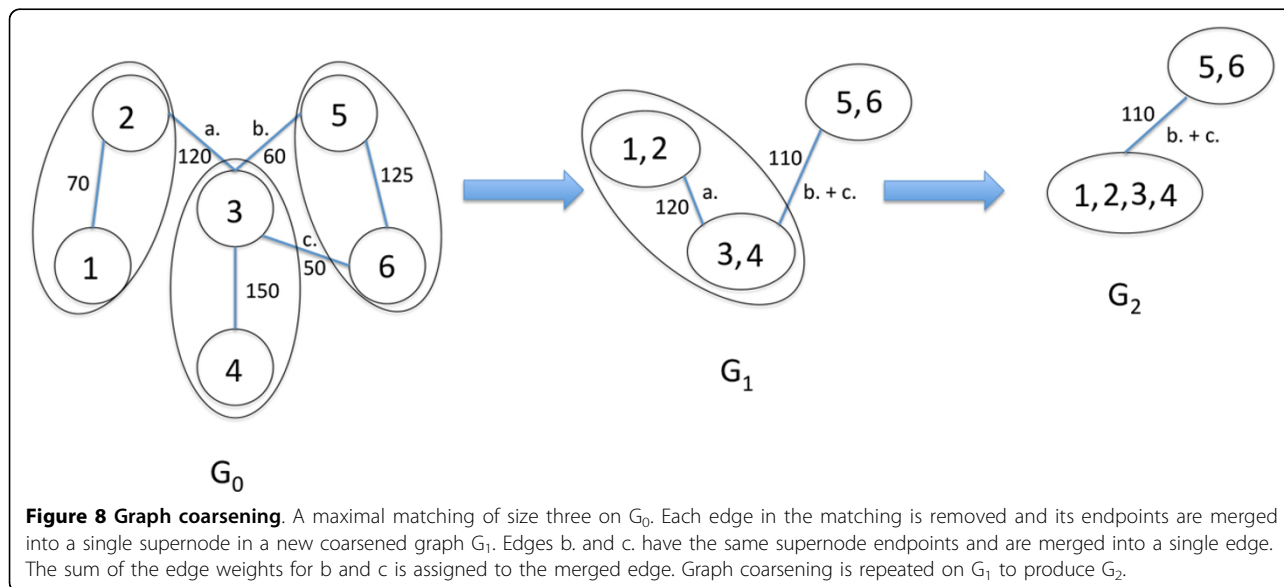 2 a. b. 5
120 60
70 125
3
1 c. 6
50
150
4
G₀
5,6
1,2 110
a. b. + c.
120
3,4
G₁
5,6
110
b. + c.
1,2,3,4
G₂
Figure 8 Graph coarsening. A maximal matching of size three on G₀. Each edge in the matching is removed and its endpoints are merged
into a single supernode in a new coarsened graph G₁. Edges b. and c. have the same supernode endpoints and are merged into a single edge.
The sum of the edge weights for b and c is assigned to the merged edge. Graph coarsening is repeated on G₁ to produce G₂.